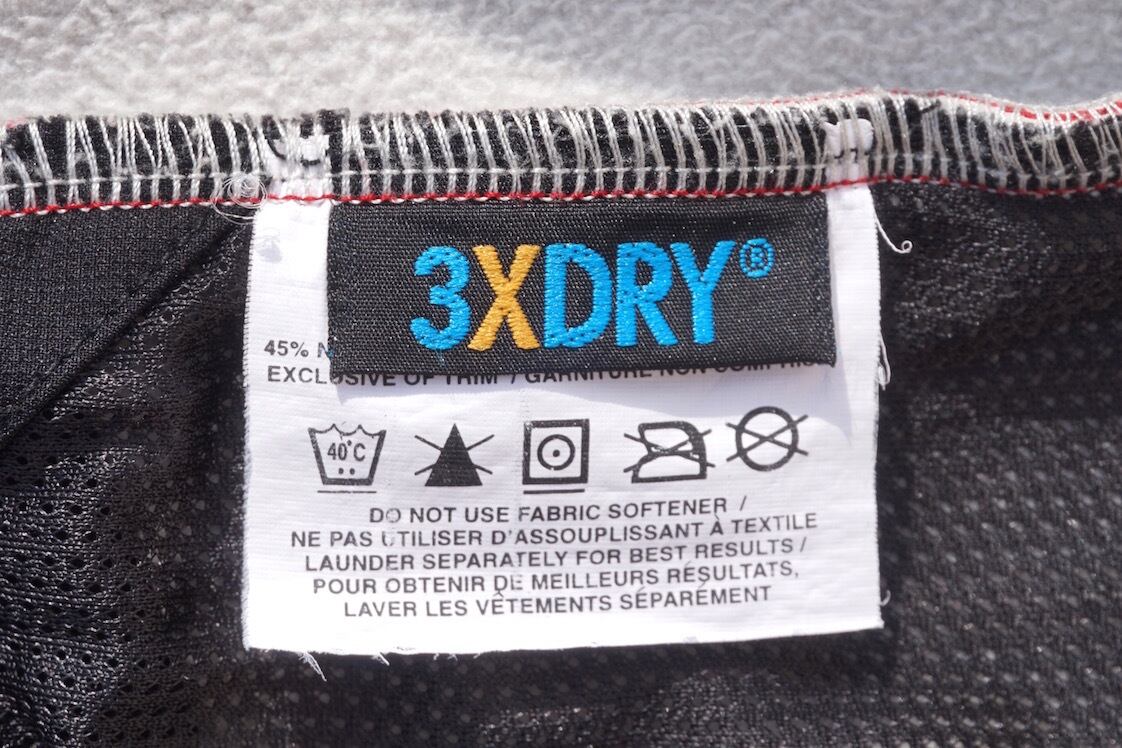 3XDRY®
45%
EXCLUSIVE OF TRIM / GARNITURE NON COMPRISE
40°C
DO NOT USE FABRIC SOFTENER /
NE PAS UTILISER D'ASSOUPLISSANT À TEXTILE
LAUNDER SEPARATELY FOR BEST RESULTS /
POUR OBTENIR DE MEILLEURS RÉSULTATS,
LAVER LES VÊTEMENTS SÉPARÉMENT